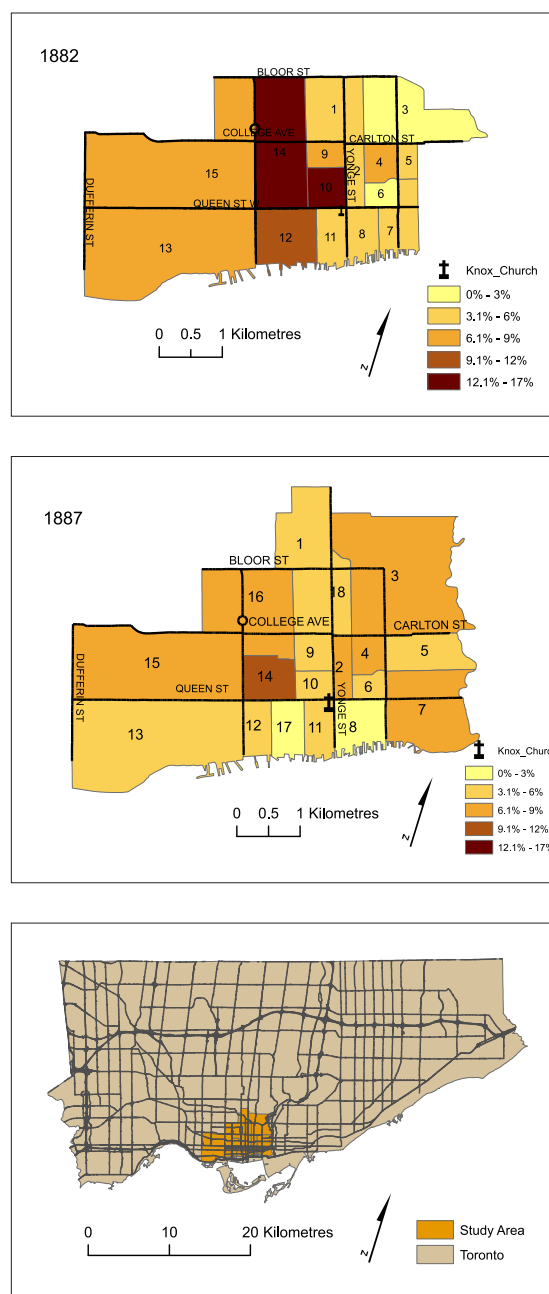 1882
BLOOR ST
1
3
COLLEGE AVE
CARLTON ST
14
9
2
4
5
15
YONGE ST
10
6
DUFFERIN ST
QUEEN ST W
13
12
11
8
7
Knox_Church
0% - 3%
3.1% - 6%
6.1% - 9%
9.1% - 12%
12.1% - 17%
0 0.5 1 Kilometres
z
1887
1
BLOOR ST
3
16
18
COLLEGE AVE
CARLTON ST
15
9
4
5
14
2
DUFFERIN ST
QUEEN ST
10
6
YONGE ST
7
13
12
17
11
8
Knox_Church
0% - 3%
3.1% - 6%
6.1% - 9%
9.1% - 12%
12.1% - 17%
0 0.5 1 Kilometres
z
0 10 20 Kilometres
z
Study Area
Toronto